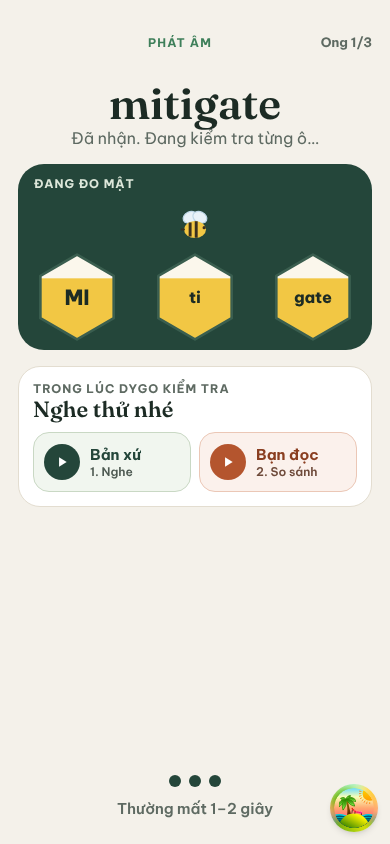 PHÁT ÂM
Ong 1/3
mitigate
Đã nhận. Đang kiểm tra từng ô...
ĐANG ĐO MẬT
MI
ti
gate
TRONG LÚC DYGO KIỂM TRA
Nghe thử nhé
Bản xứ
1. Nghe
Bạn đọc
2. So sánh
Thường mất 1–2 giây